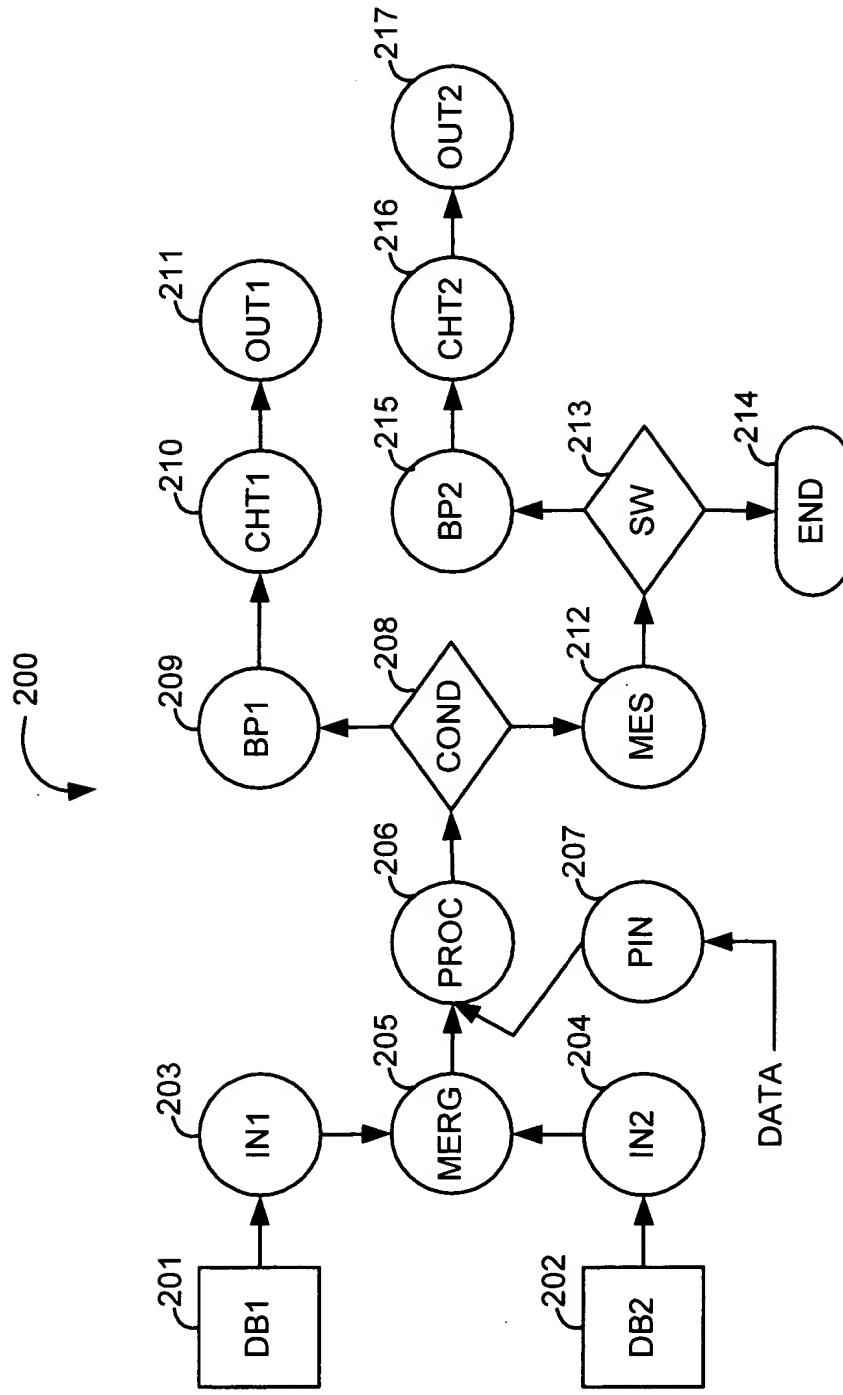 200
201
DB1
203
IN1
209
BP1
210
CHT1
211
OUT1
205
MERG
206
PROC
208
COND
215
BP2
216
CHT2
217
OUT2
202
DB2
204
IN2
207
PIN
212
MES
213
SW
DATA
214
END